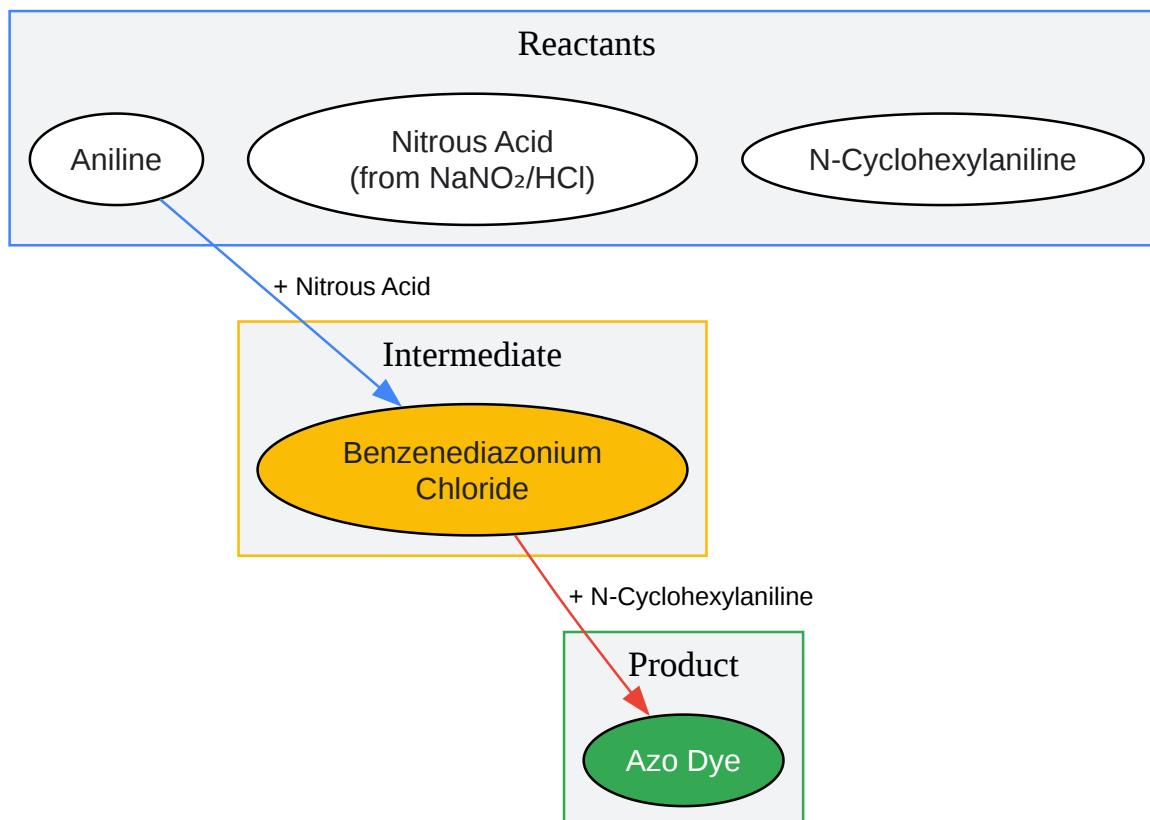 Reactants
Aniline
Nitrous Acid
(from NaNO₂/HCl)
N-Cyclohexylaniline
+ Nitrous Acid
Intermediate
Benzenediazonium
Chloride
+ N-Cyclohexylaniline
Product
Azo Dye